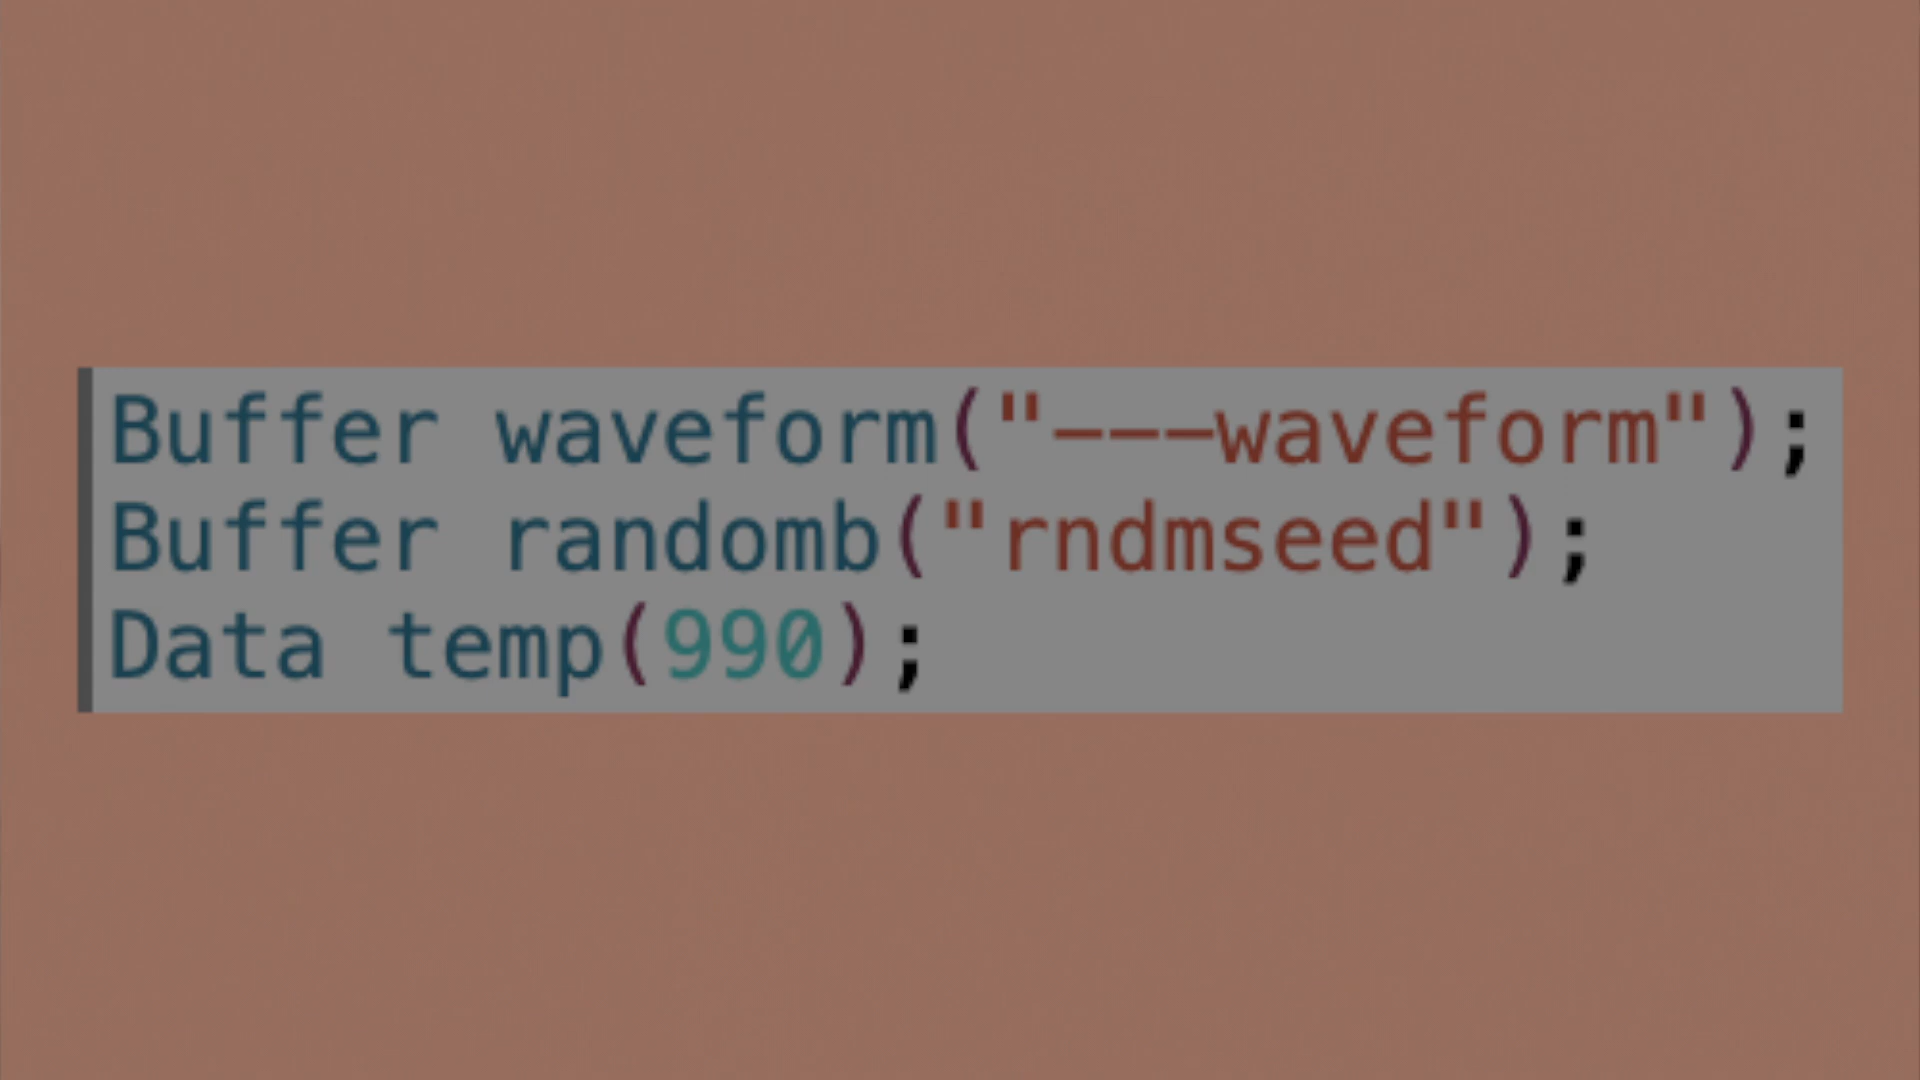 Buffer waveform("---waveform");
Buffer randomb("rndmseed");
Data temp(990);